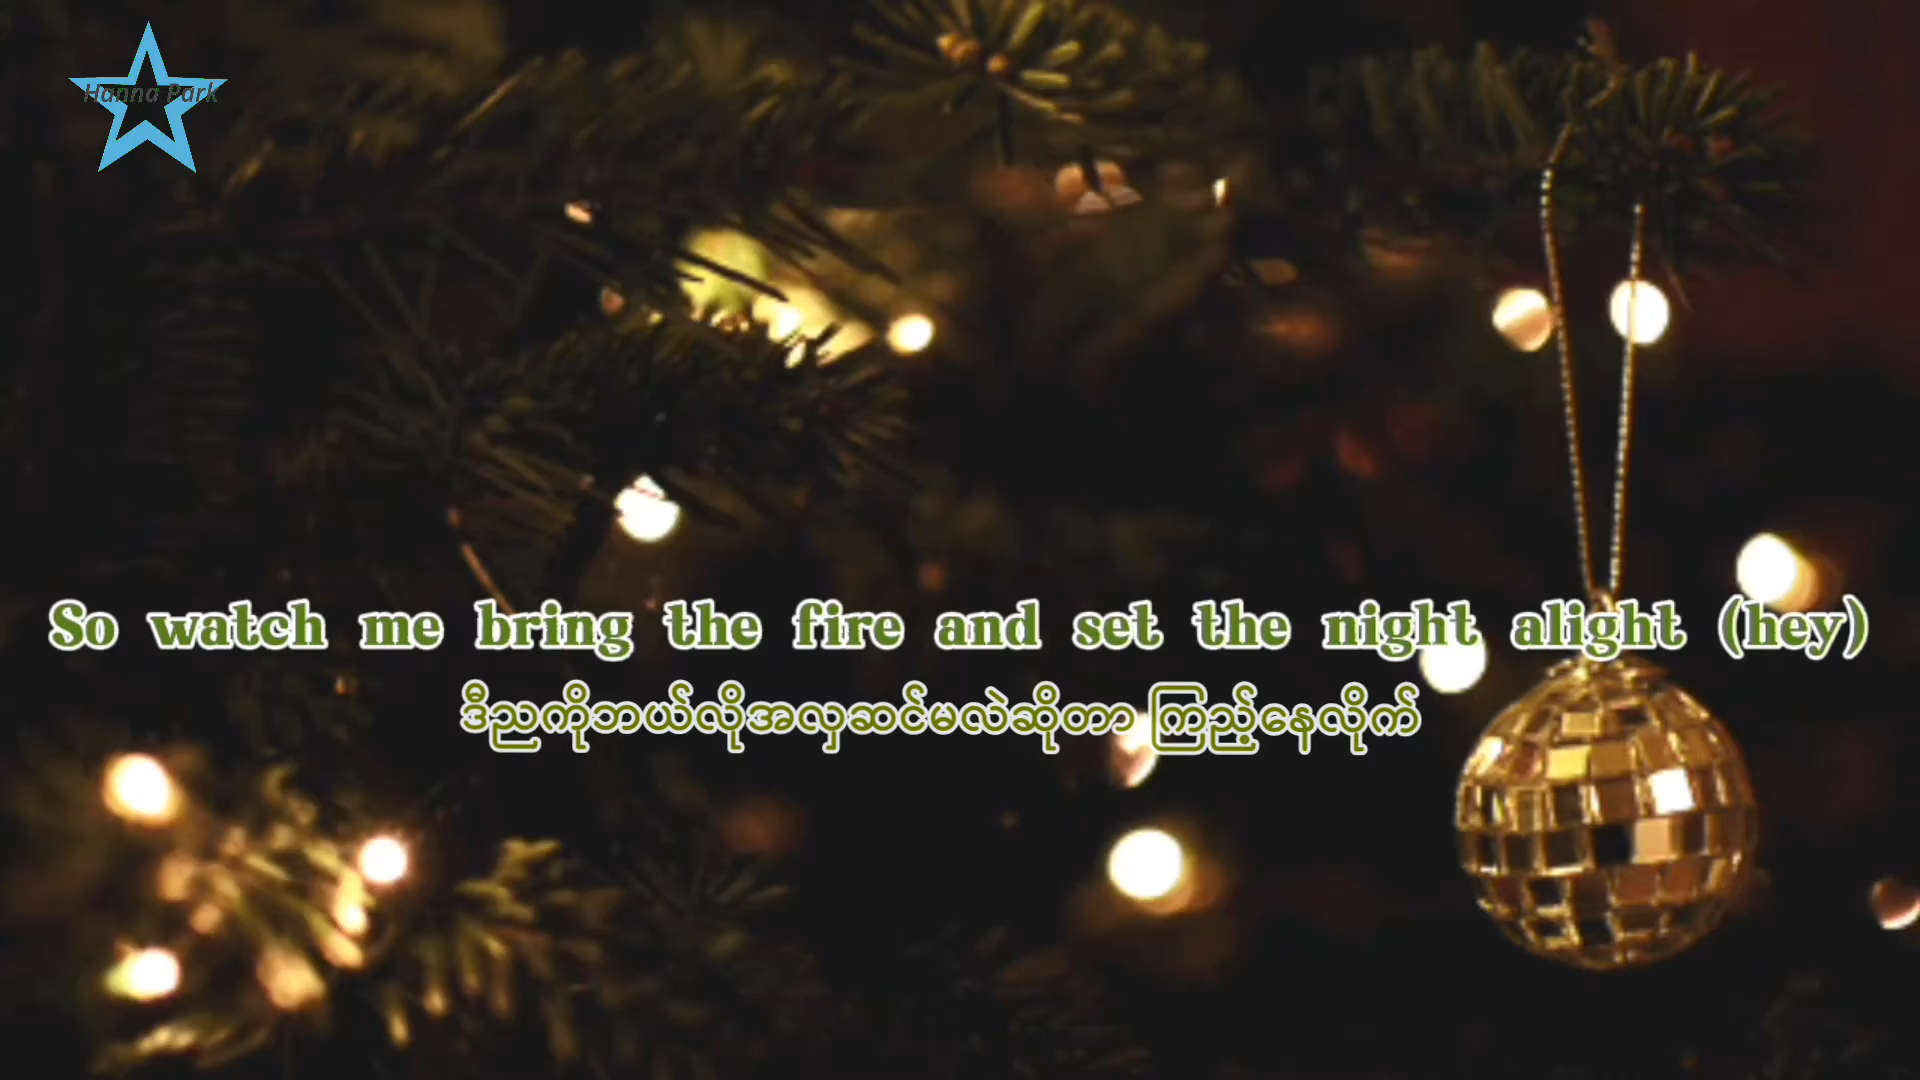 Hanna Park
So watch me bring the fire and set the night alight (hey)
ဒီညကိုဘယ်လိုအလှဆင်မလဲဆိုတာ ကြည့်နေလိုက်